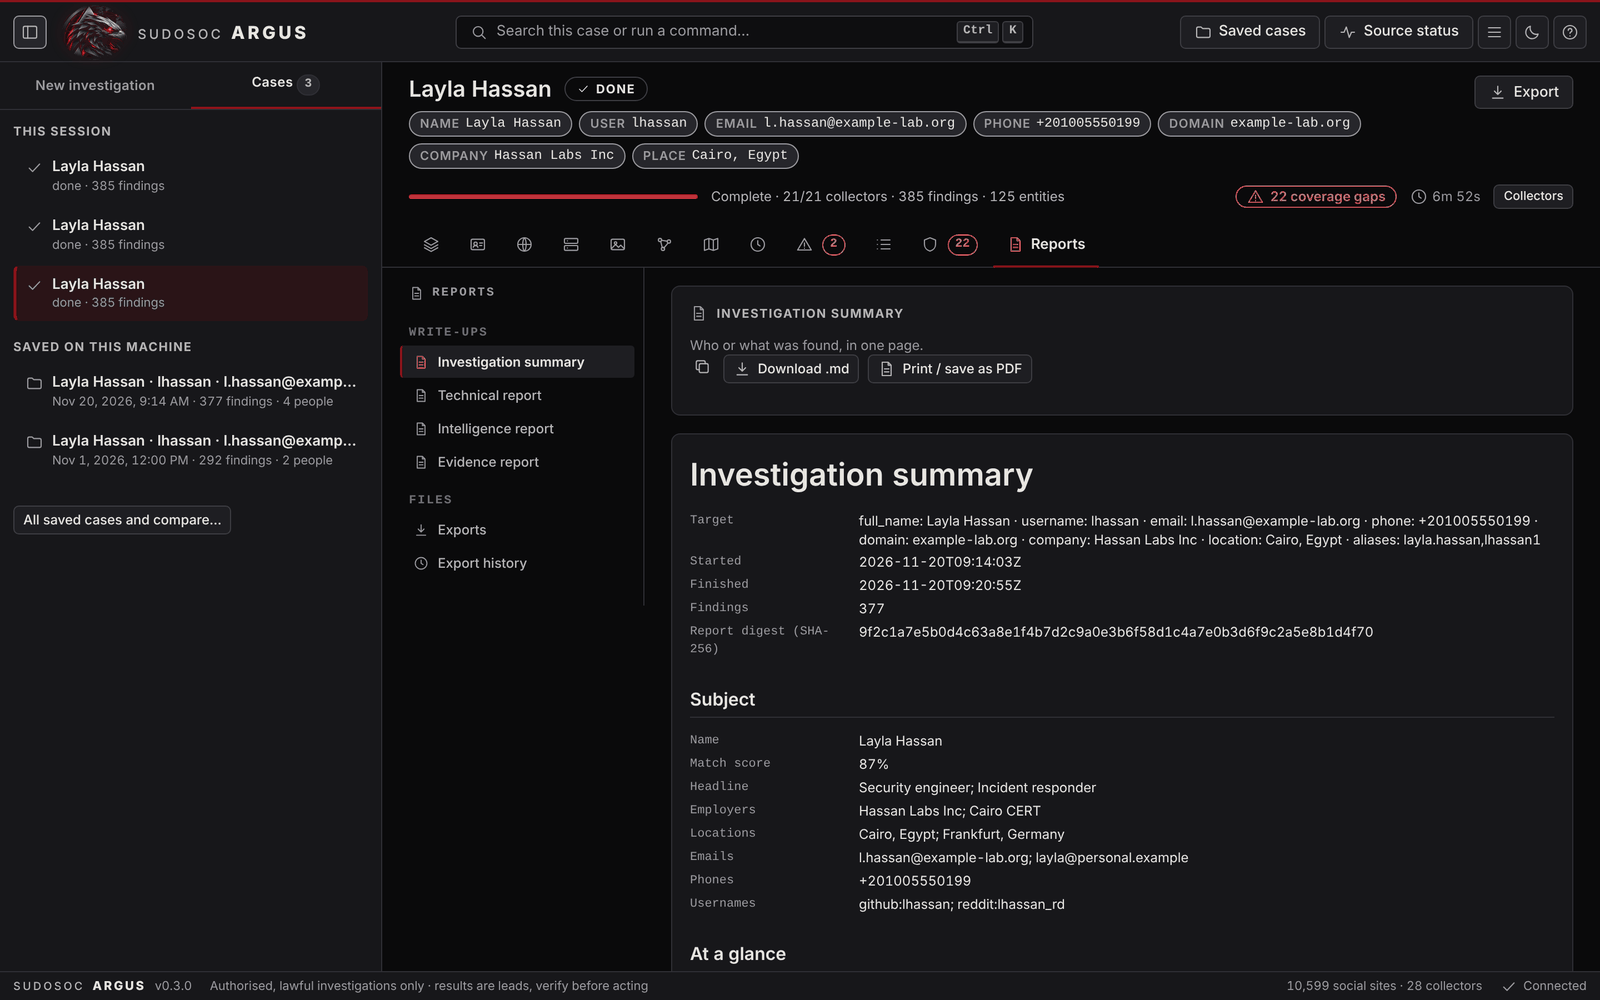 SUDOSOC ARGUS
Search this case or run a command...
Ctrl K
Saved cases
Source status
New investigation
Cases 3
THIS SESSION
Layla Hassan
done · 385 findings
Layla Hassan
done · 385 findings
Layla Hassan
done · 385 findings
SAVED ON THIS MACHINE
Layla Hassan · lhassan · l.hassan@examp...
Nov 20, 2026, 9:14 AM · 377 findings · 4 people
Layla Hassan · lhassan · l.hassan@examp...
Nov 1, 2026, 12:00 PM · 292 findings · 2 people
All saved cases and compare...
Layla Hassan
DONE
Export
NAME Layla Hassan
USER lhassan
EMAIL l.hassan@example-lab.org
PHONE +201005550199
DOMAIN example-lab.org
COMPANY Hassan Labs Inc
PLACE Cairo, Egypt
Complete · 21/21 collectors · 385 findings · 125 entities
22 coverage gaps
6m 52s
Collectors
2
22
Reports
REPORTS
WRITE-UPS
Investigation summary
Technical report
Intelligence report
Evidence report
FILES
Exports
Export history
INVESTIGATION SUMMARY
Who or what was found, in one page.
Download .md
Print / save as PDF
Investigation summary
Target full_name: Layla Hassan · username: lhassan · email: l.hassan@example-lab.org · phone: +201005550199 ·
domain: example-lab.org · company: Hassan Labs Inc · location: Cairo, Egypt · aliases: layla.hassan,lhassan1
Started 2026-11-20T09:14:03Z
Finished 2026-11-20T09:20:55Z
Findings 377
Report digest (SHA- 9f2c1a7e5b0d4c63a8e1f4b7d2c9a0e3b6f58d1c4a7e0b3d6f9c2a5e8b1d4f70
256)
Subject
Name Layla Hassan
Match score 87%
Headline Security engineer; Incident responder
Employers Hassan Labs Inc; Cairo CERT
Locations Cairo, Egypt; Frankfurt, Germany
Emails l.hassan@example-lab.org; layla@personal.example
Phones +201005550199
Usernames github:lhassan; reddit:lhassan_rd
At a glance
SUDOSOC ARGUS v0.3.0
Authorised, lawful investigations only · results are leads, verify before acting
10,599 social sites · 28 collectors
Connected